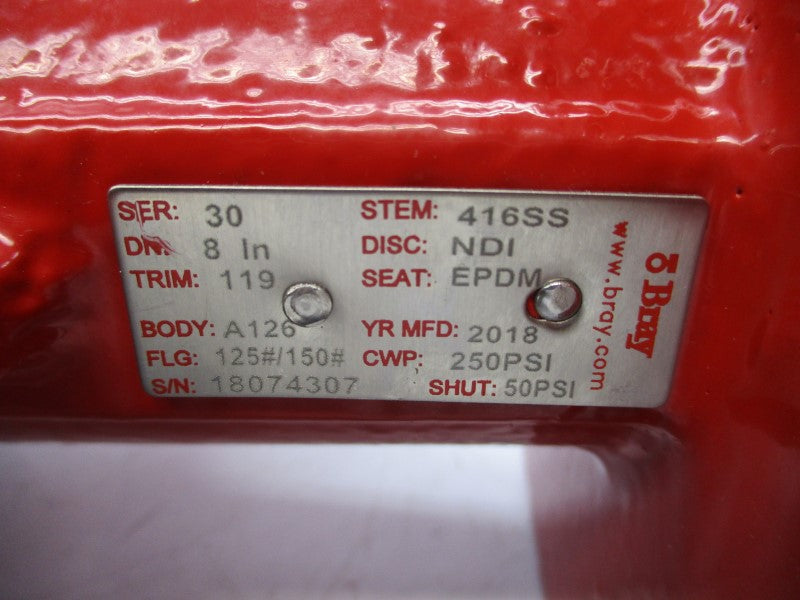 SER: 30 STEM: 416SS
DN: 8 In DISC: NDI
TRIM: 119 SEAT: EPDM
BODY: A126 YR MFD: 2018
FLG: 125#/150# CWP: 250PSI
S/N: 18074307 SHUT: 50PSI
Bray
www.bray.com